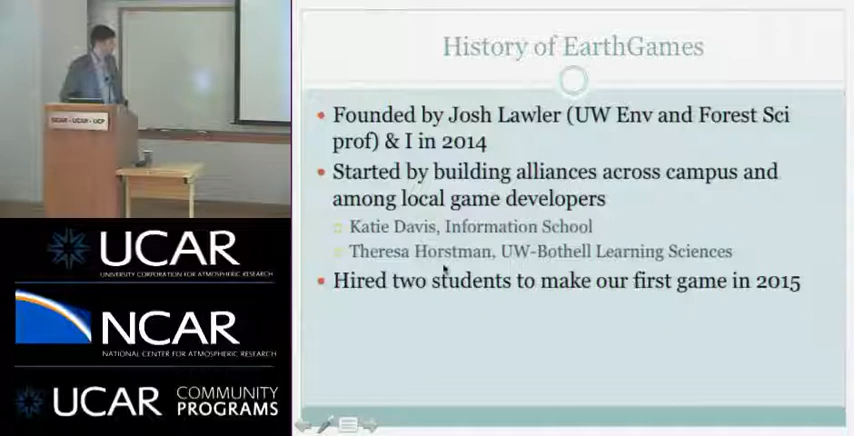 NCAR - UCAR - UCP
UCAR
UNIVERSITY CORPORATION FOR ATMOSPHERIC RESEARCH
NCAR
NATIONAL CENTER FOR ATMOSPHERIC RESEARCH
UCAR COMMUNITY
PROGRAMS
History of EarthGames
Founded by Josh Lawler (UW Env and Forest Sci
prof) & I in 2014
Started by building alliances across campus and
among local game developers
Katie Davis, Information School
Theresa Horstman, UW-Bothell Learning Sciences
Hired two students to make our first game in 2015